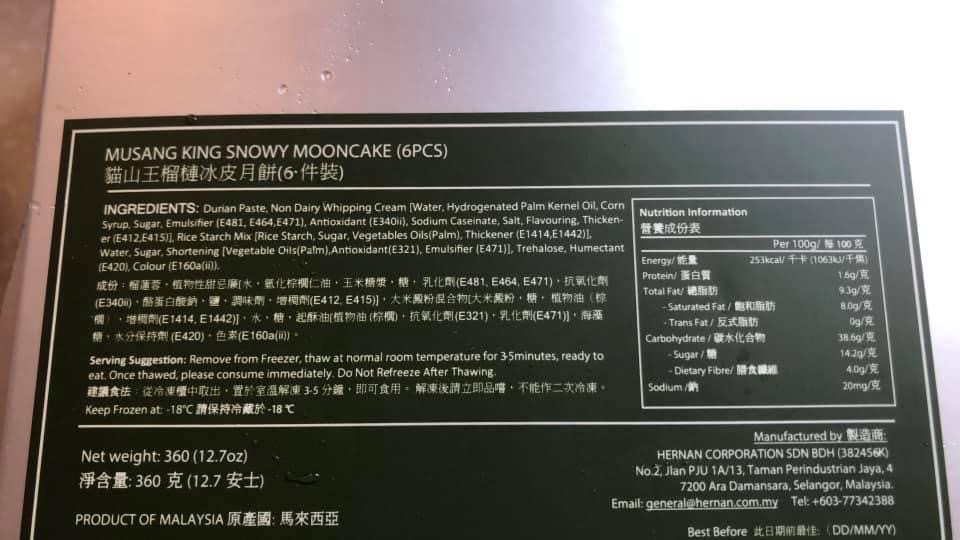 MUSANG KING SNOWY MOONCAKE (6PCS)
貓山王榴槤冰皮月餅(6·件裝)
INGREDIENTS: Durian Paste, Non Dairy Whipping Cream [Water, Hydrogenated Palm Kernel Oil, Corn
Syrup, Sugar, Emulsifier (E481, E464,E471), Antioxidant (E340ii), Sodium Caseinate, Salt, Flavouring, Thicken-
er (E412,E415)], Rice Starch Mix [Rice Starch, Sugar, Vegetables Oils(Palm), Thickener (E1414,E1442)],
Water, Sugar, Shortening [Vegetable Oils(Palm),Antioxidant(E321), Emulsifier (E471)], Trehalose, Humectant
(E420), Colour (E160a(ii)).
成份：榴蓮蓉，植物性甜忌廉[水，氫化棕櫚仁油，玉米糖漿，糖，乳化劑(E481, E464, E471)，抗氧化劑
(E340ii)，酪蛋白酸鈉，鹽，調味劑，增稠劑(E412, E415)]，大米澱粉混合物[大米澱粉，糖，植物油（棕
櫚），增稠劑(E1414, E1442)]，水，糖，起酥油[植物油(棕櫚)，抗氧化劑(E321)，乳化劑(E471)]，海藻
糖，水分保持劑 (E420)，色素(E160a(ii))。
Serving Suggestion: Remove from Freezer, thaw at normal room temperature for 3-5minutes, ready to
eat. Once thawed, please consume immediately. Do Not Refreeze After Thawing.
建議食法：從冷凍櫃中取出，置於室溫解凍 3-5 分鐘，即可食用。 解凍後請立即品嚐，不能作二次冷凍。
Keep Frozen at: -18°C 請保持冷藏於 -18 ℃
Nutrition Information
營養成份表
Per 100g/ 每 100 克
Energy/ 能量 253kcal/ 千卡 (1063kJ/千焦)
Protein/ 蛋白質 1.6g/克
Total Fat/ 總脂肪 9.3g/克
- Saturated Fat / 飽和脂肪 8.0g/克
- Trans Fat / 反式脂肪 0g/克
Carbohydrate / 碳水化合物 38.6g/克
- Sugar / 糖 14.2g/克
- Dietary Fibre/ 膳食纖維 4.0g/克
Sodium /鈉 20mg/克
Net weight: 360 (12.7oz)
淨含量: 360 克 (12.7 安士)
PRODUCT OF MALAYSIA 原產國: 馬來西亞
Manufactured by 製造商:
HERNAN CORPORATION SDN BDH (382456K)
No.2, Jlan PJU 1A/13, Taman Perindustrian Jaya, 4
7200 Ara Damansara, Selangor, Malaysia.
Email: general@hernan.com.my Tel: +603-77342388
Best Before 此日期前最佳: (DD/MM/YY)